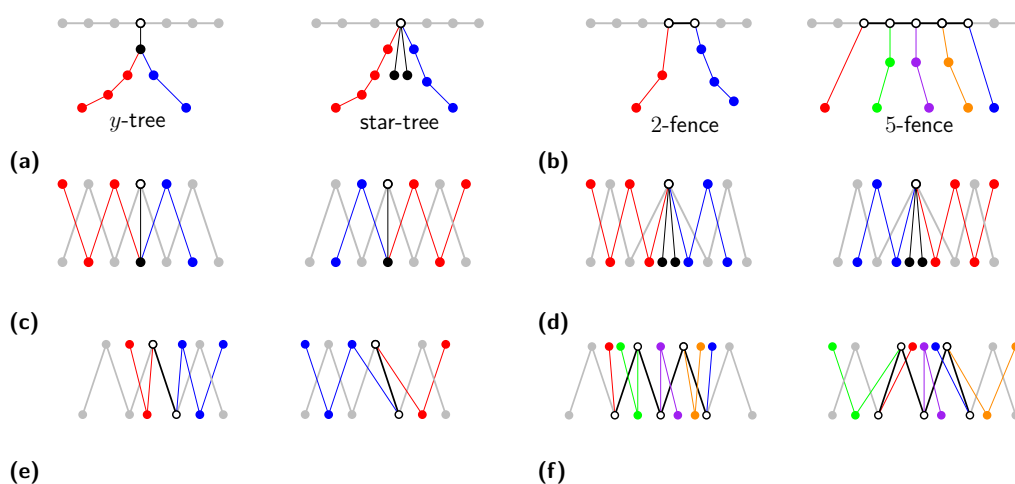 y-tree
star-tree
2-fence
5-fence
(a)
(b)
(c)
(d)
(e)
(f)